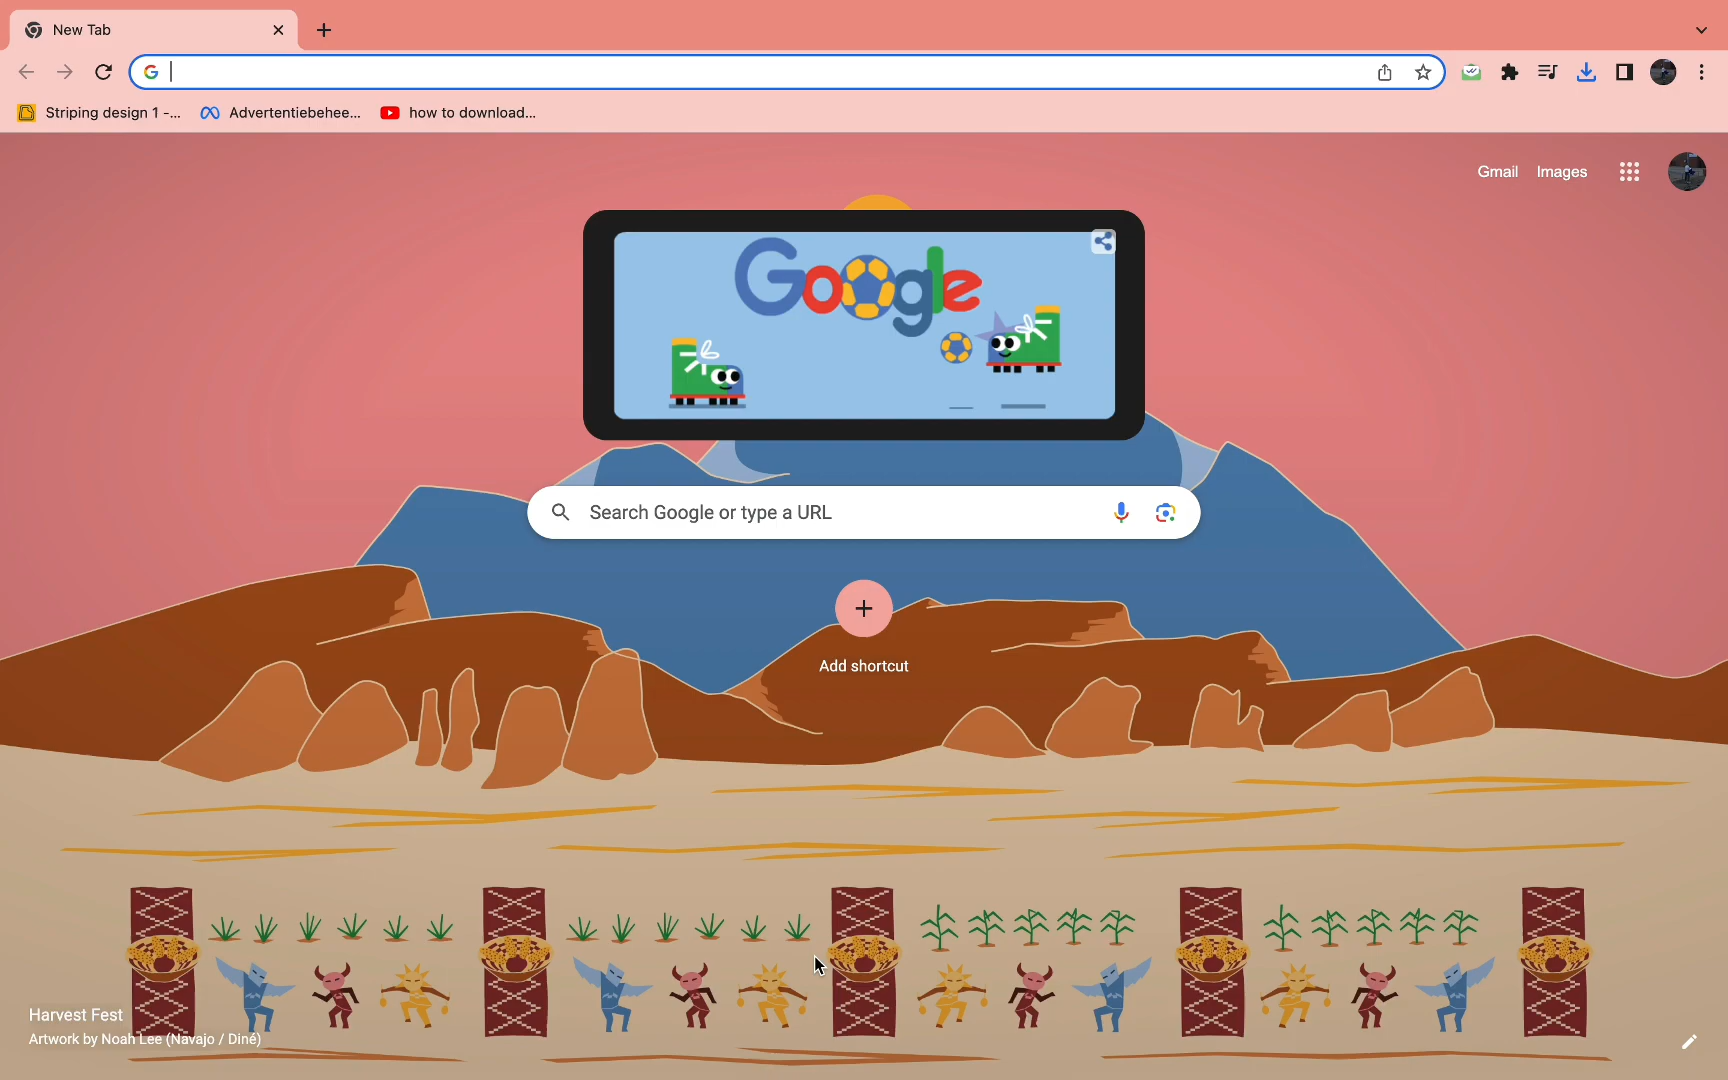 New Tab
Striping design 1 -...
Advertentiebehee...
how to download...
Gmail
Images
Google
Search Google or type a URL
Add shortcut
Harvest Fest
Artwork by Noah Lee (Navajo / Diné)